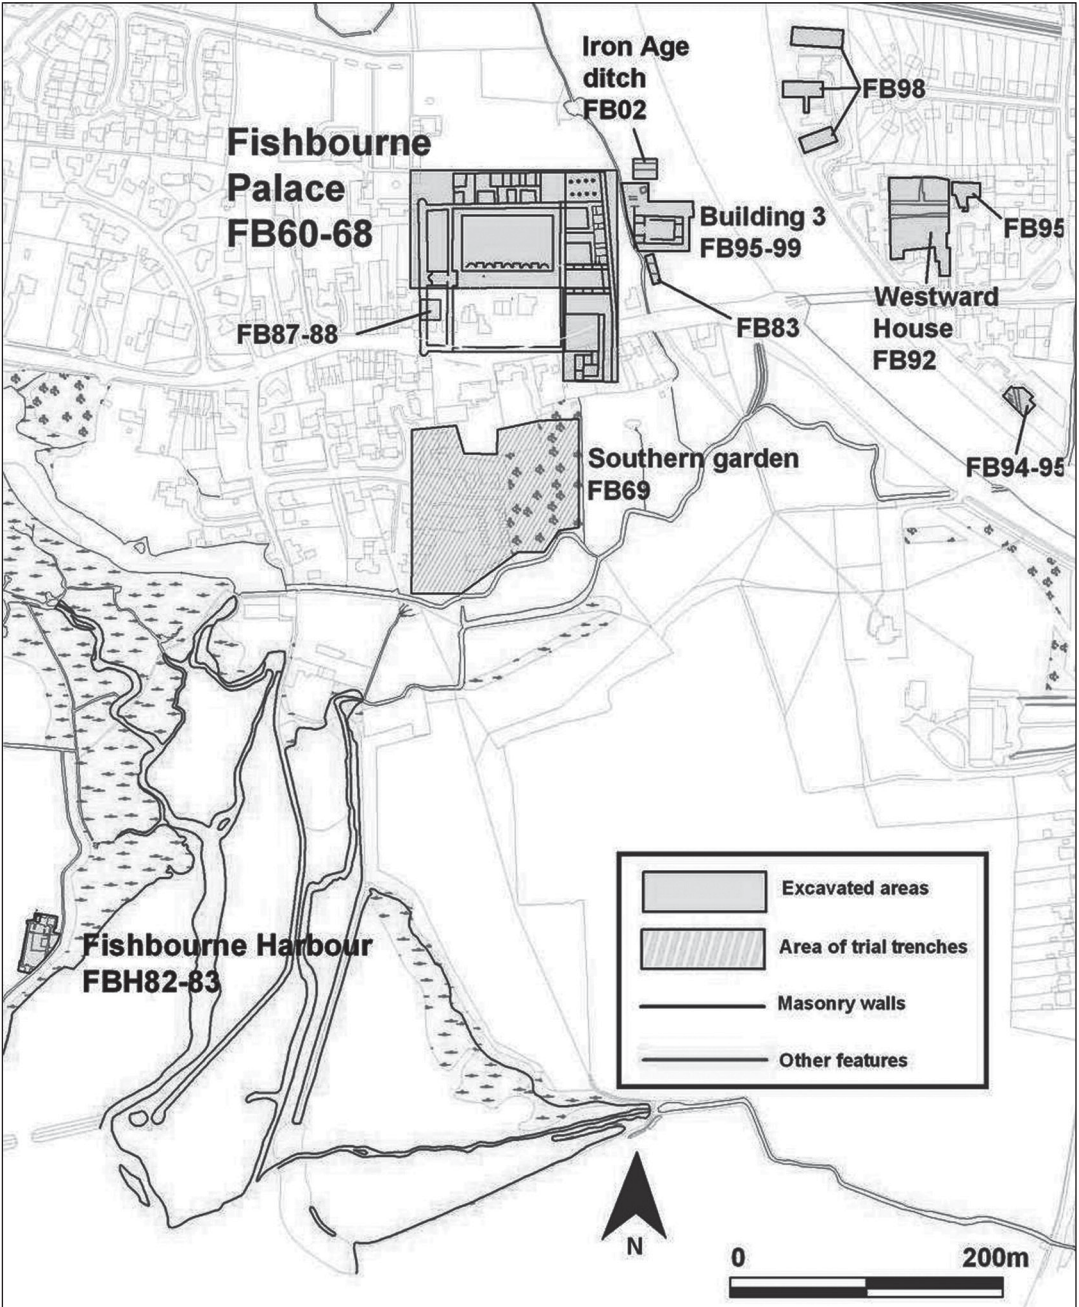 Iron Age
ditch
FB02
FB98
Fishbourne
Palace
FB60-68
Building 3
FB95-99
FB95
Westward
House
FB92
FB87-88
FB83
Southern garden
FB69
FB94-95
Fishbourne Harbour
FBH82-83
Excavated areas
Area of trial trenches
Masonry walls
Other features
N
0 200m